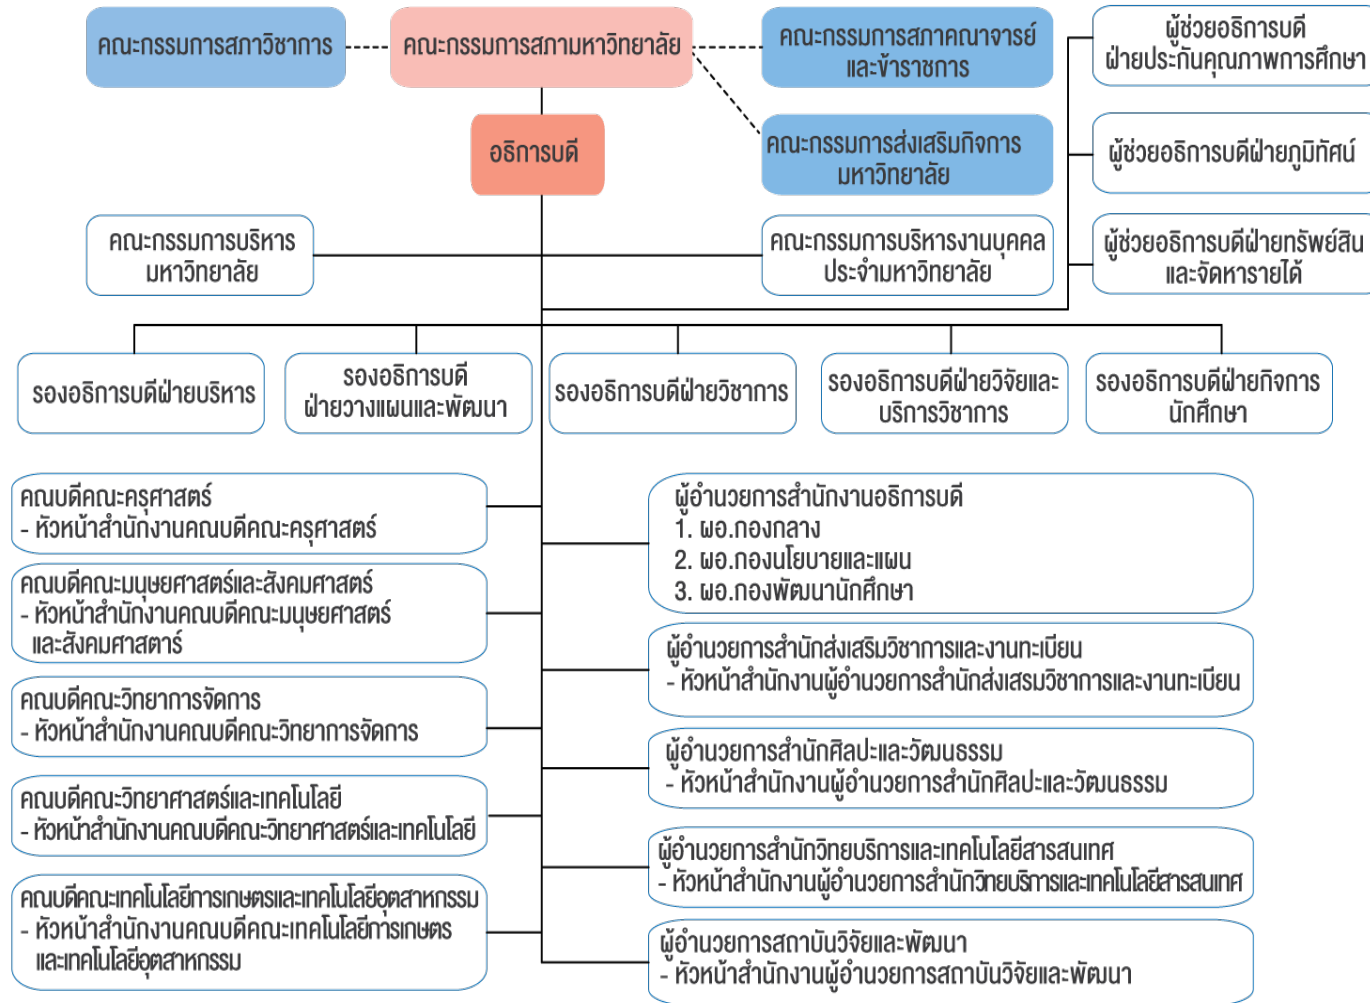 คณะกรรมการสภาวิชาการ
คณะกรรมการสภามหาวิทยาลัย
คณะกรรมการสภาคณาจารย์
และข้าราชการ
ผู้ช่วยอธิการบดี
ฝ่ายประกันคุณภาพการศึกษา
อธิการบดี
คณะกรรมการส่งเสริมกิจการ
มหาวิทยาลัย
ผู้ช่วยอธิการบดีฝ่ายภูมิทัศน์
คณะกรรมการบริหาร
มหาวิทยาลัย
คณะกรรมการบริหารงานบุคคล
ประจำมหาวิทยาลัย
ผู้ช่วยอธิการบดีฝ่ายทรัพย์สิน
และจัดหารายได้
รองอธิการบดีฝ่ายบริหาร
รองอธิการบดี
ฝ่ายวางแผนและพัฒนา
รองอธิการบดีฝ่ายวิชาการ
รองอธิการบดีฝ่ายวิจัยและ
บริการวิชาการ
รองอธิการบดีฝ่ายกิจการ
นักศึกษา
คณบดีคณะครุศาสตร์
- หัวหน้าสำนักงานคณบดีคณะครุศาสตร์
คณบดีคณะมนุษยศาสตร์และสังคมศาสตร์
- หัวหน้าสำนักงานคณบดีคณะมนุษยศาสตร์
และสังคมศาสตาร์
คณบดีคณะวิทยาการจัดการ
- หัวหน้าสำนักงานคณบดีคณะวิทยาการจัดการ
คณบดีคณะวิทยาศาสตร์และเทคโนโลยี
- หัวหน้าสำนักงานคณบดีคณะวิทยาศาสตร์และเทคโนโลยี
คณบดีคณะเทคโนโลยีการเกษตรและเทคโนโลยีอุตสาหกรรม
- หัวหน้าสำนักงานคณบดีคณะเทคโนโลยีการเกษตร
และเทคโนโลยีอุตสาหกรรม
ผู้อำนวยการสำนักงานอธิการบดี
1. ผอ.กองกลาง
2. ผอ.กองนโยบายและแผน
3. ผอ.กองพัฒนานักศึกษา
ผู้อำนวยการสำนักส่งเสริมวิชาการและงานทะเบียน
- หัวหน้าสำนักงานผู้อำนวยการสำนักส่งเสรมวิชาการและงานทะเบียน
ผู้อำนวยการสำนักศิลปะและวัฒนธรรม
- หัวหน้าสำนักงานผู้อำนวยการสำนักศิลปะและวัฒนธรรม
ผู้อำนวยการสำนักวิทยบริการและเทคโนโลยีสารสนเทศ
- หัวหน้าสำนักงานผู้อำนวยการสำนักวิทยบริการและเทคโนโลยีสารสนเทศ
ผู้อำนวยการสถาบันวิจัยและพัฒนา
- หัวหน้าสำนักงานผู้อำนวยการสถาบันวิจัยและพัฒนา